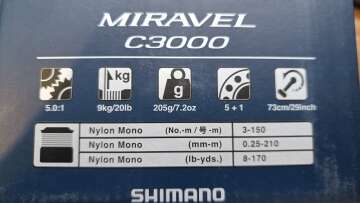 MIRAVEL
C3000
kg
g
5.0:1 9kg/20lb 205g/7.2oz 5 + 1 73cm/29inch
Nylon Mono (No.-m / 号-m) 3-150
Nylon Mono (mm-m) 0.25-210
Nylon Mono (lb-yds.) 8-170
SHIMANO